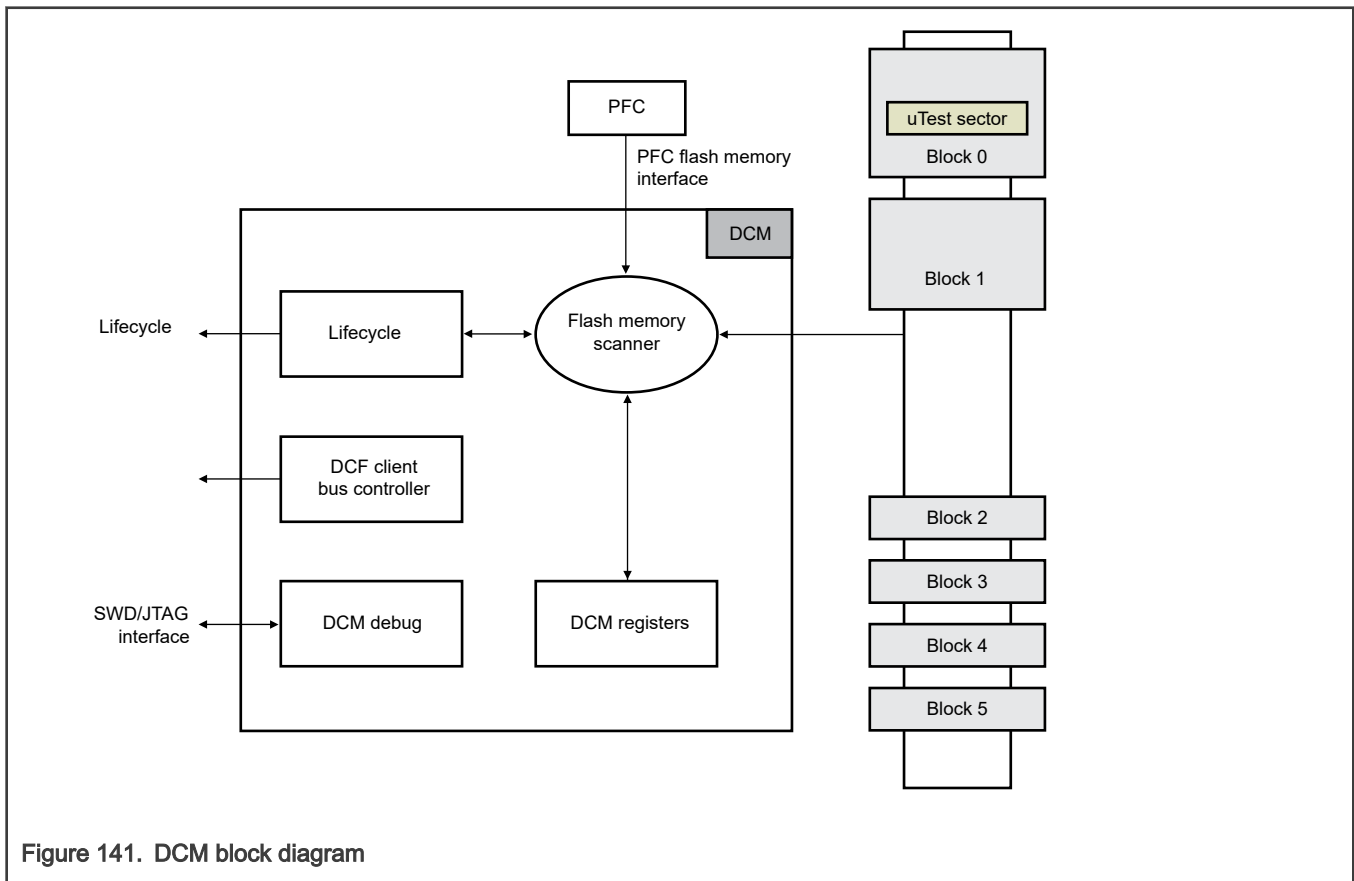 PFC
PFC flash memory
interface
DCM
uTest sector
Block 0
Block 1
Lifecycle
Lifecycle
Flash memory
scanner
DCF client
bus controller
Block 2
Block 3
SWD/JTAG
interface
DCM debug
DCM registers
Block 4
Block 5
Figure 141. DCM block diagram